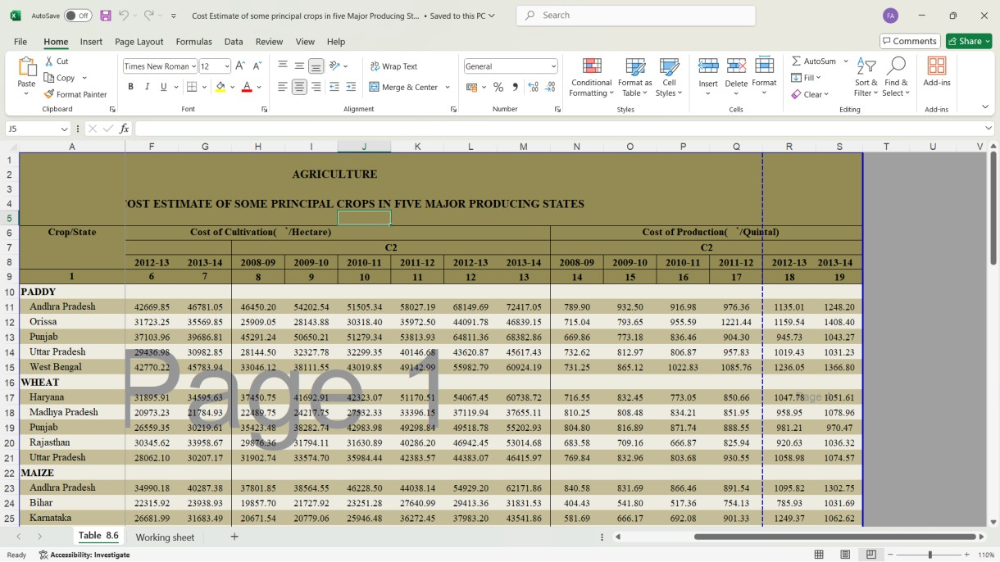 AutoSave Off Cost Estimate of some principal crops in five Major Producing St... • Saved to this PC Search FA
File Home Insert Page Layout Formulas Data Review View Help Comments Share
Paste Cut Copy Format Painter Clipboard
Times New Roman 12 B I U A Font
Wrap Text Merge & Center Alignment
General % Number
Conditional Formatting Format as Table Cell Styles Styles
Insert Delete Format Cells
AutoSum Fill Clear Sort & Filter Find & Select Editing
Add-ins Add-ins
J5 fx
A F G H I J K L M N O P Q R S T U V
1
2 AGRICULTURE
3
4 'OST ESTIMATE OF SOME PRINCIPAL CROPS IN FIVE MAJOR PRODUCING STATES
5
6 Crop/State Cost of Cultivation( `/Hectare) Cost of Production( `/Quintal)
7 C2 C2
8 2012-13 2013-14 2008-09 2009-10 2010-11 2011-12 2012-13 2013-14 2008-09 2009-10 2010-11 2011-12 2012-13 2013-14
9 1 6 7 8 9 10 11 12 13 14 15 16 17 18 19
10 PADDY
11 Andhra Pradesh 42669.85 46781.05 46450.20 54202.54 51505.34 58027.19 68149.69 72417.05 789.90 932.50 916.98 976.36 1135.01 1248.20
12 Orissa 31723.25 35569.85 25909.05 28143.88 30318.40 35972.50 44091.78 46839.15 715.04 793.65 955.59 1221.44 1159.54 1408.40
13 Punjab 37103.96 39686.81 45291.24 50650.21 51279.34 53813.93 64811.36 68382.86 669.86 773.18 836.46 904.30 945.73 1043.27
14 Uttar Pradesh 29436.98 30982.85 28144.50 32327.78 32299.35 40146.68 43620.87 45617.43 732.62 812.97 806.87 957.83 1019.43 1031.23
15 West Bengal 42770.22 45783.94 33046.12 38111.55 43019.85 49142.99 55982.79 60924.19 731.25 865.12 1022.83 1085.76 1236.05 1366.80
16 WHEAT
17 Haryana 31895.91 34595.63 37450.75 41692.91 42323.07 51170.51 54067.45 60738.72 716.55 832.45 773.05 850.66 1047.78 1051.61
18 Madhya Pradesh 20973.23 21784.93 22489.75 24217.75 27532.33 33396.15 37119.94 37655.11 810.25 808.48 834.21 851.95 958.95 1078.96
19 Punjab 26559.35 30219.61 35423.48 38282.74 42983.98 49298.84 49518.78 55202.93 804.80 816.89 871.74 888.55 981.21 970.47
20 Rajasthan 30345.62 33958.67 29876.36 31794.11 31630.89 40286.20 46942.45 53014.68 683.58 709.16 666.87 825.94 920.63 1036.32
21 Uttar Pradesh 28062.10 30207.17 31902.74 33574.70 35984.44 42383.57 44383.07 46415.97 769.84 832.96 803.68 930.55 1058.98 1074.57
22 MAIZE
23 Andhra Pradesh 34990.18 40287.38 37801.85 38564.55 46228.50 44038.14 54929.20 62171.86 840.58 831.69 866.46 891.54 1095.82 1302.75
24 Bihar 22315.92 23938.93 19857.70 21727.92 23251.28 27640.99 29413.36 31831.53 404.43 541.80 517.36 754.13 785.93 1031.69
25 Karnataka 26681.99 31683.49 20671.54 20779.06 25946.48 36272.45 37983.20 43541.86 581.69 666.17 692.08 901.33 1249.37 1062.62
Page 1
Table 8.6 Working sheet
Ready Accessibility: Investigate 110%